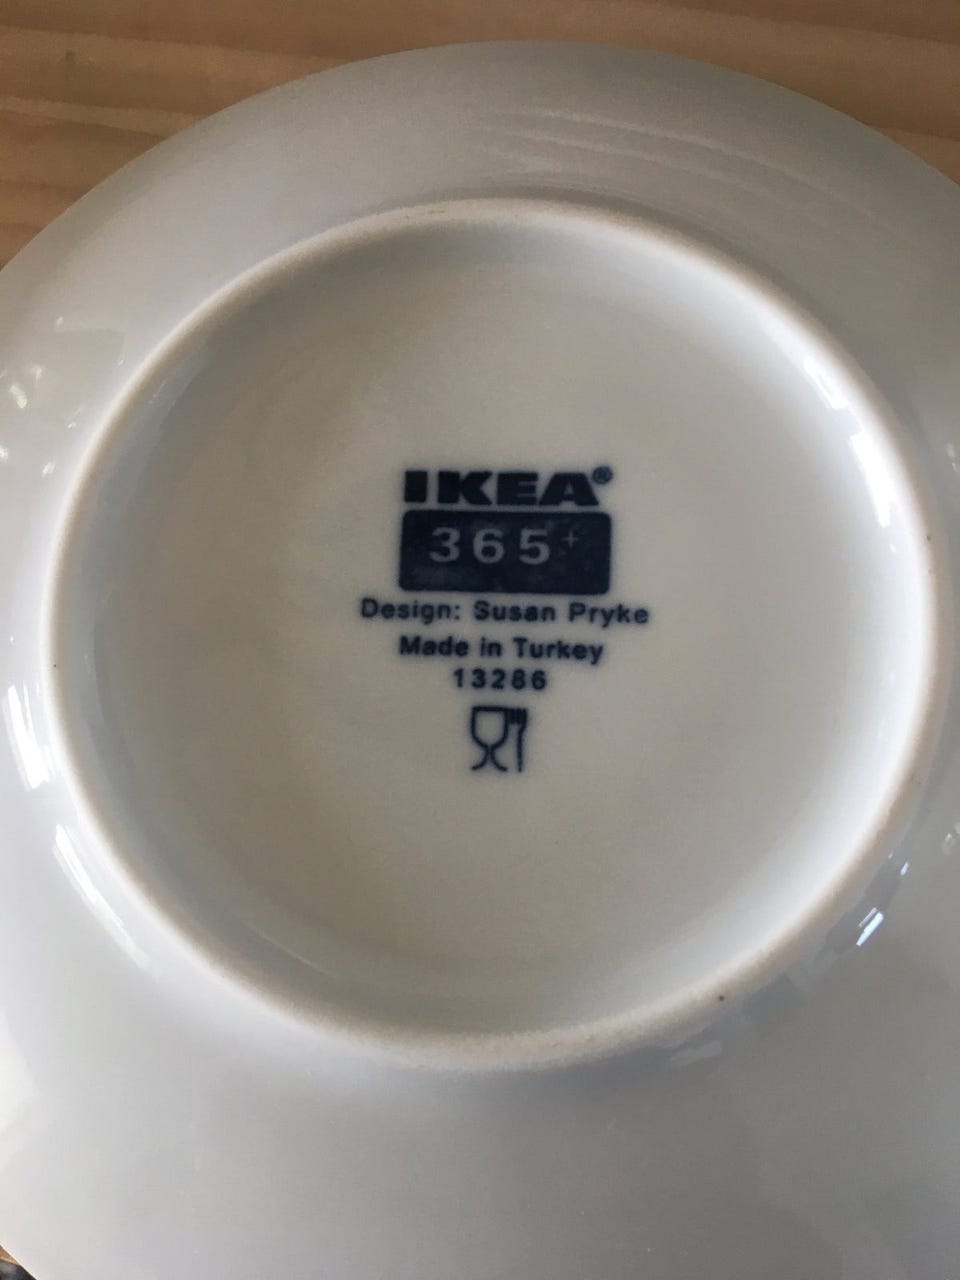 IKEA®
365+
Design: Susan Pryke
Made in Turkey
13286